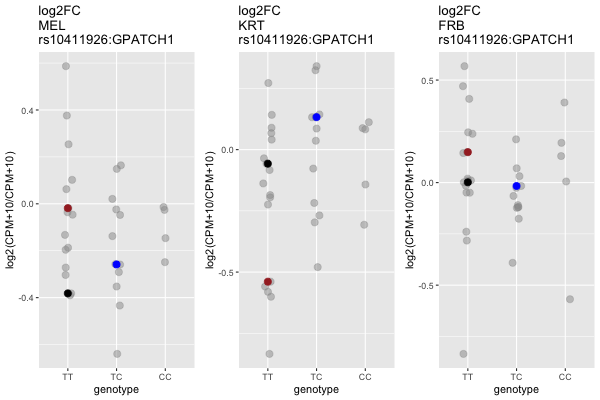 log2FC
MEL
rs10411926:GPATCH1
log2(CPM+10/CPM+10)
0.4
0.0
-0.4
TT
TC
CC
genotype
log2FC
KRT
rs10411926:GPATCH1
log2(CPM+10/CPM+10)
0.0
-0.5
TT
TC
CC
genotype
log2FC
FRB
rs10411926:GPATCH1
log2(CPM+10/CPM+10)
0.5
0.0
-0.5
TT
TC
CC
genotype